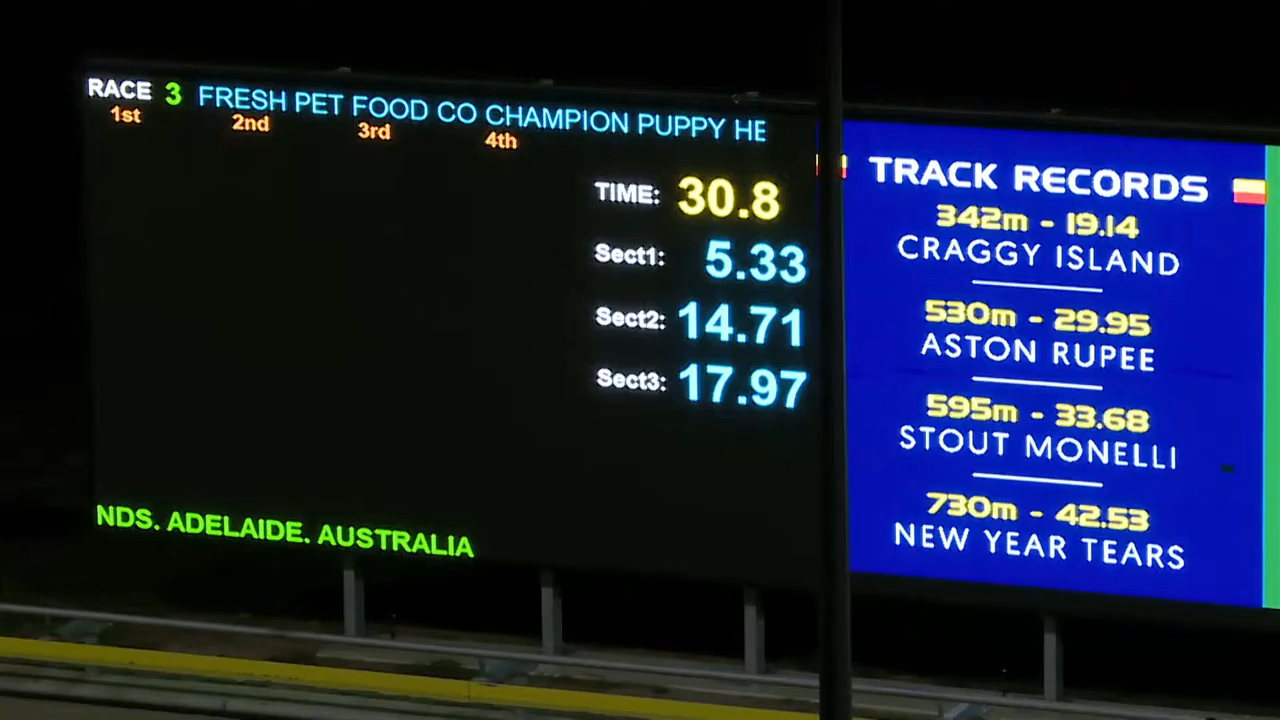 RACE 3 FRESH PET FOOD CO CHAMPION PUPPY HE
1st 2nd 3rd 4th
TIME: 30.8
Sect1: 5.33
Sect2: 14.71
Sect3: 17.97
NDS. ADELAIDE. AUSTRALIA
TRACK RECORDS
342m - 19.14
CRAGGY ISLAND
530m - 29.95
ASTON RUPEE
595m - 33.68
STOUT MONELLI
730m - 42.53
NEW YEAR TEARS